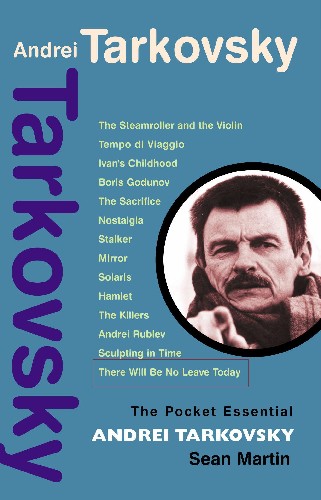 Andrei Tarkovsky
Tarkovsky
The Steamroller and the Violin
Tempo di Viaggio
Ivan's Childhood
Boris Godunov
The Sacrifice
Nostalgia
Stalker
Mirror
Solaris
Hamlet
The Killers
Andrei Rublev
Sculpting in Time
There Will Be No Leave Today
The Pocket Essential
ANDREI TARKOVSKY
Sean Martin